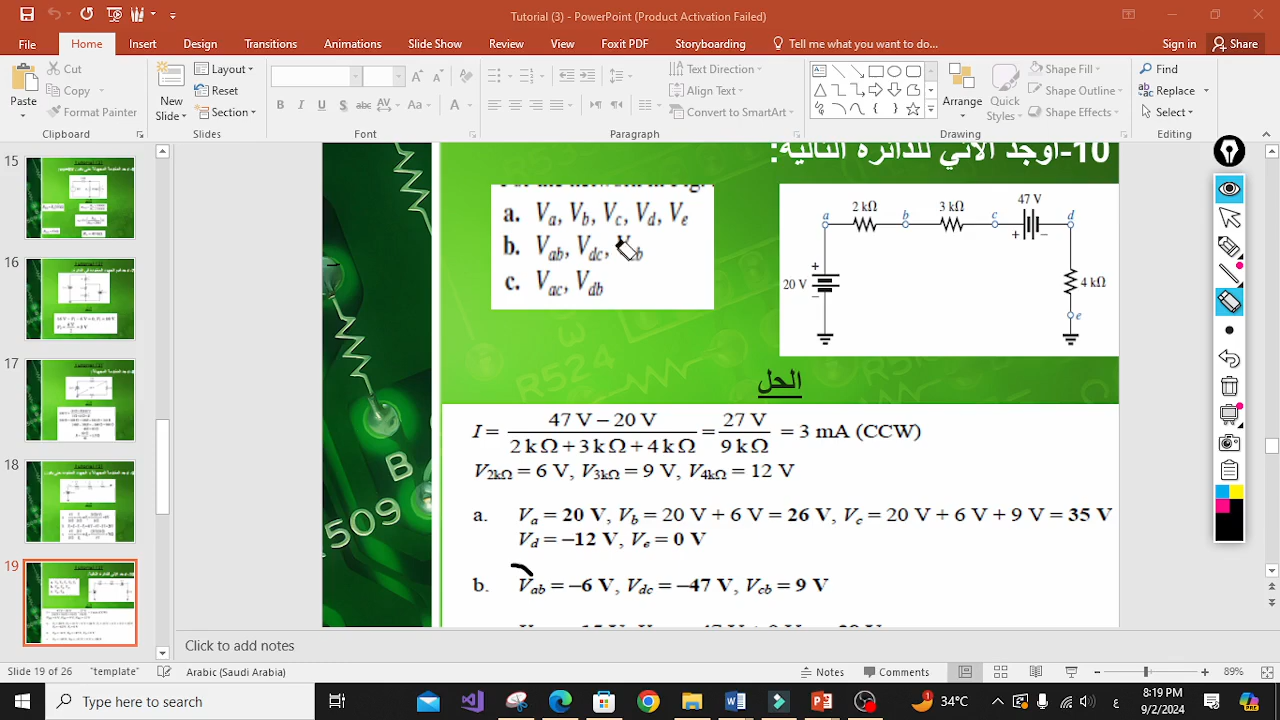 Tutorial (3) - PowerPoint (Product Activation Failed)
File Home Insert Design Transitions Animations Slide Show Review View Foxit PDF Storyboarding Tell me what you want to do... Sign in Share
Paste Cut Copy Format Painter Clipboard
New Slide Layout Reset Section Slides
B I U S abc AV Aa A Font
Text Direction Align Text Convert to SmartArt Paragraph
Arrange Quick Styles Shape Fill Shape Outline Shape Effects Drawing
Find Replace Select Editing
15
16
17
18
19
10-اوجد الآتي للدائرة التالية:
a. Va, Vb, Vc, Vd, Ve
b. Vab, Vdc,
c. Vac, Vdb
a 2 kΩ b 3 kΩ c 47 V d
+ −
+ 20 V −
4 kΩ
e
الحل
I = 47 V − 20 V / 2 kΩ + 3 kΩ + 4 kΩ = 27 V / 9 kΩ = 3 mA (CCW)
V2kΩ = 6 V, V3kΩ = 9 V, V4kΩ = 12 V
a. Va = 20 V, Vb = 20 V + 6 V = 26 V, Vc = 20 V + 6 V + 9 V = 35 V
Vd = −12 V, Ve = 0 V
b. Vab = −6 V, Vdc = −47 V, Vcb = 9 V
Click to add notes
Slide 19 of 26 "template" Arabic (Saudi Arabia) Notes Comments 89%
Type here to search 34°C 8:19 PM
9/2/2024